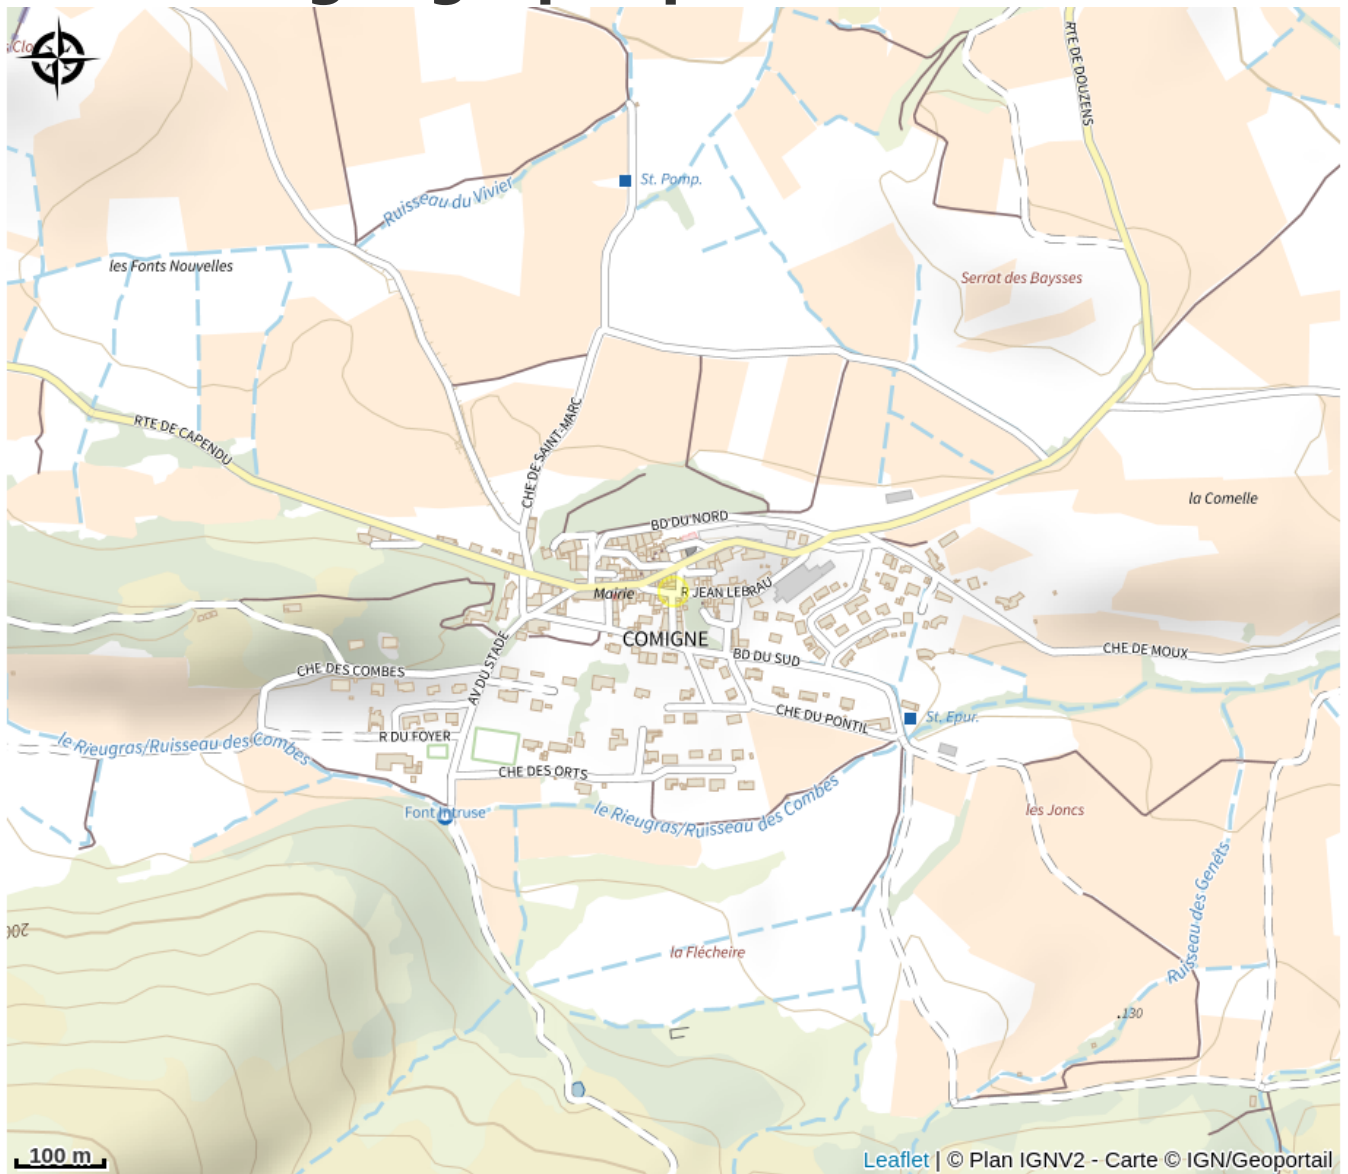 RTE DE DOUZENS
St. Pomp.
Ruisseau du Vivier
les Fonts Nouvelles
Serrat des Baysses
RTE DE CAPENDU
CHE DE SAINT-MARC
la Comelle
BD DU NORD
Mairie
R JEAN LEBRAU
COMIGNE
BD DU SUD
CHE DE MOUX
CHE DES COMBES
AV DU STADE
CHE DU PONTIL
St. Epur.
R DU FOYER
le Rieugras/Ruisseau des Combes
CHE DES ORTS
Font Intruse
le Rieugras/Ruisseau des Combes
les Joncs
Ruisseau des Genêts
200
la Flécheire
.130
100 m
Leaflet | © Plan IGNV2 - Carte © IGN/Geoportail